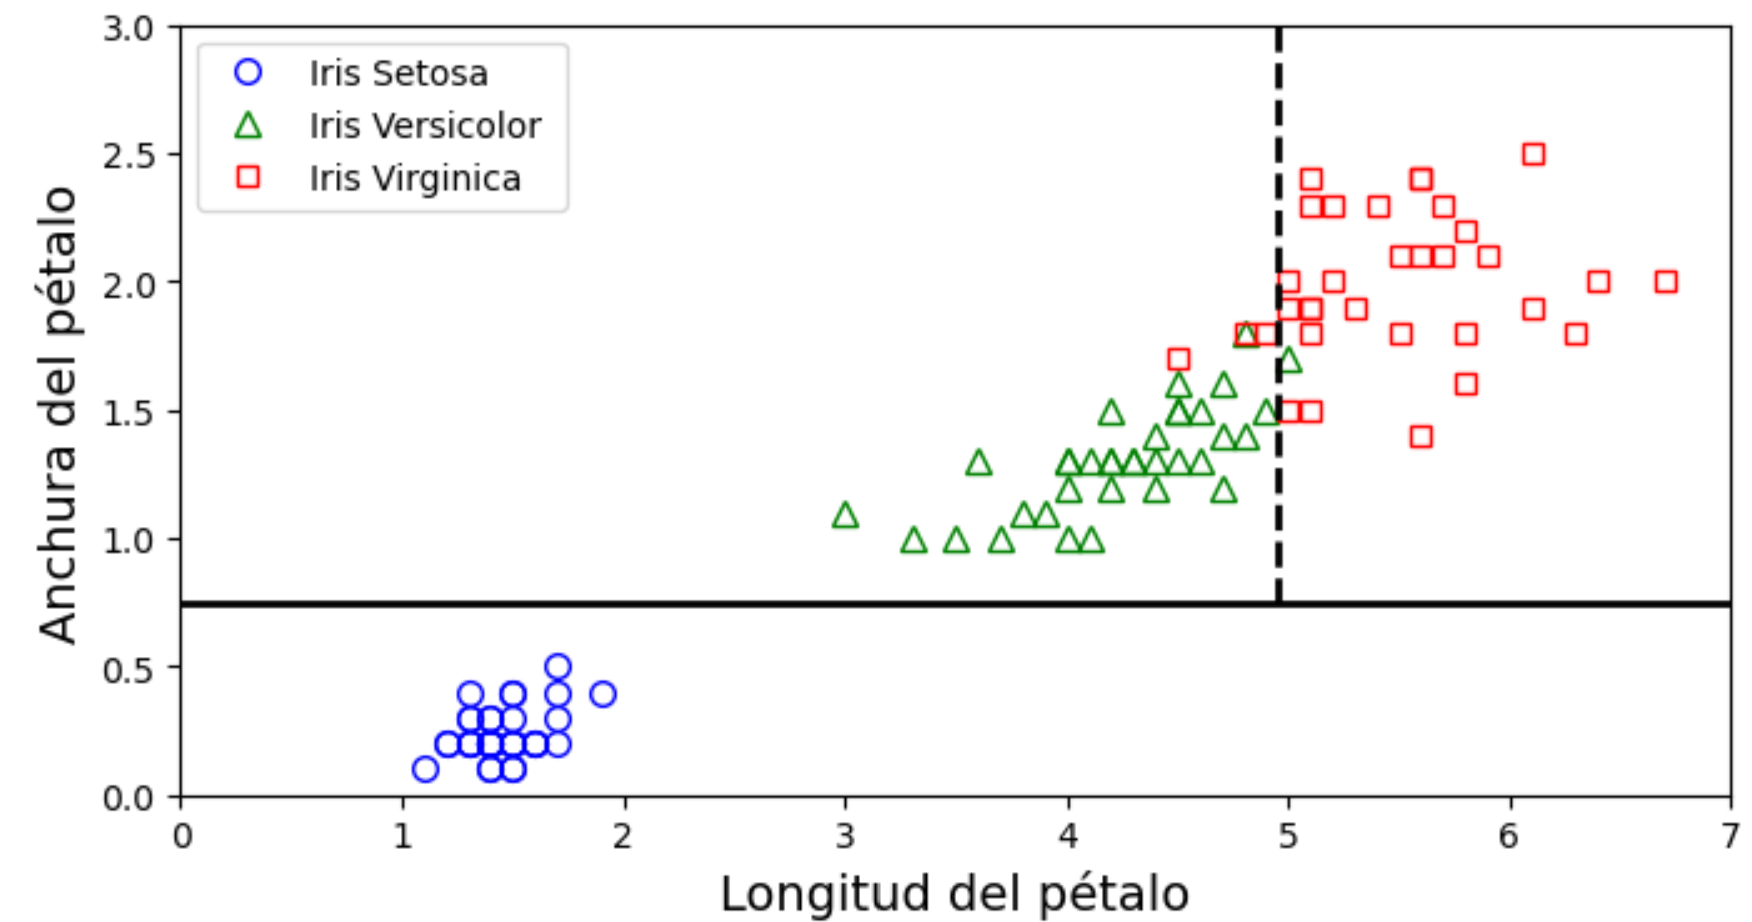 3.0
Iris Setosa
Iris Versicolor
Iris Virginica
2.5
2.0
1.5
1.0
0.5
0.0
Anchura del pétalo
0 1 2 3 4 5 6 7
Longitud del pétalo